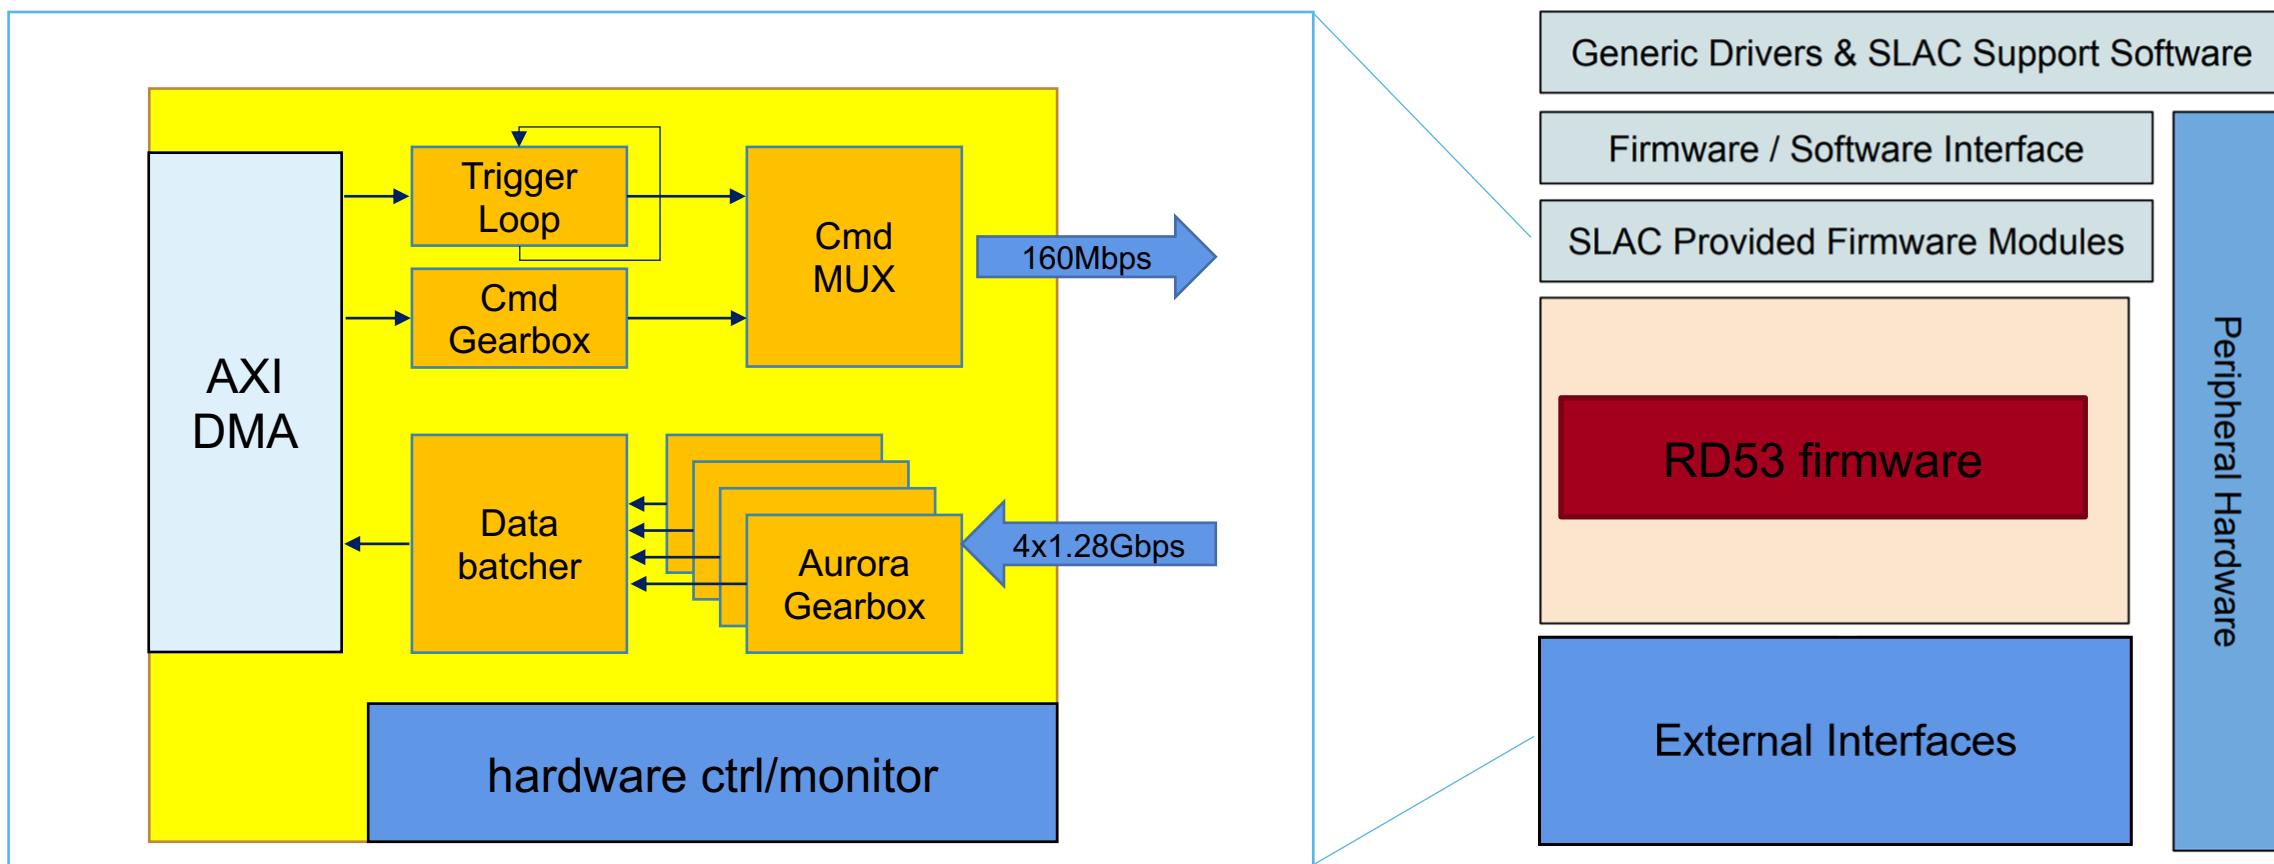 Trigger
Loop
Cmd
Gearbox
Cmd
MUX
160Mbps
AXI
DMA
Data
batcher
Aurora
Gearbox
4x1.28Gbps
hardware ctrl/monitor
Generic Drivers & SLAC Support Software
Firmware / Software Interface
SLAC Provided Firmware Modules
RD53 firmware
External Interfaces
Peripheral Hardware